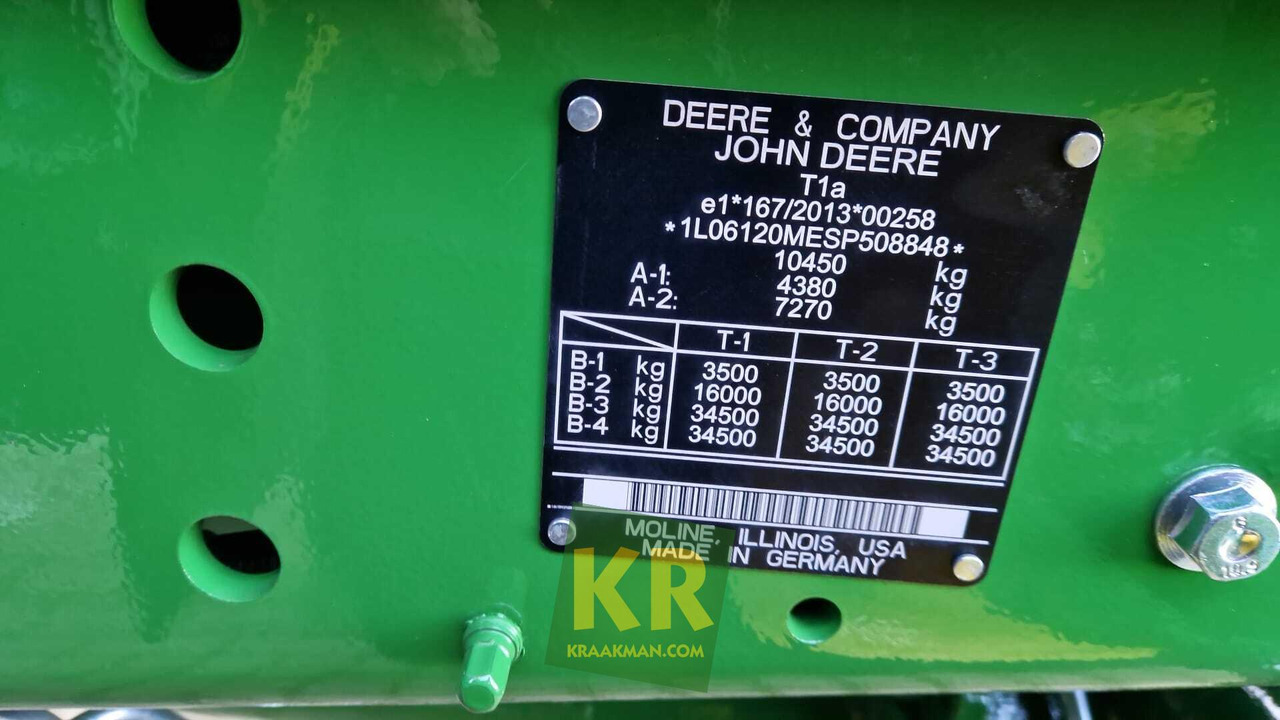 DEERE & COMPANY
JOHN DEERE
T1a
e1*167/2013*00258
*1L06120MESP508848*
10450 kg
A-1: 4380 kg
A-2: 7270 kg
T-1 T-2 T-3
B-1 kg 3500 3500 3500
B-2 kg 16000 16000 16000
B-3 kg 34500 34500 34500
B-4 kg 34500 34500 34500
MOLINE, ILLINOIS, USA
MADE IN GERMANY
KR
KRAAKMAN.COM